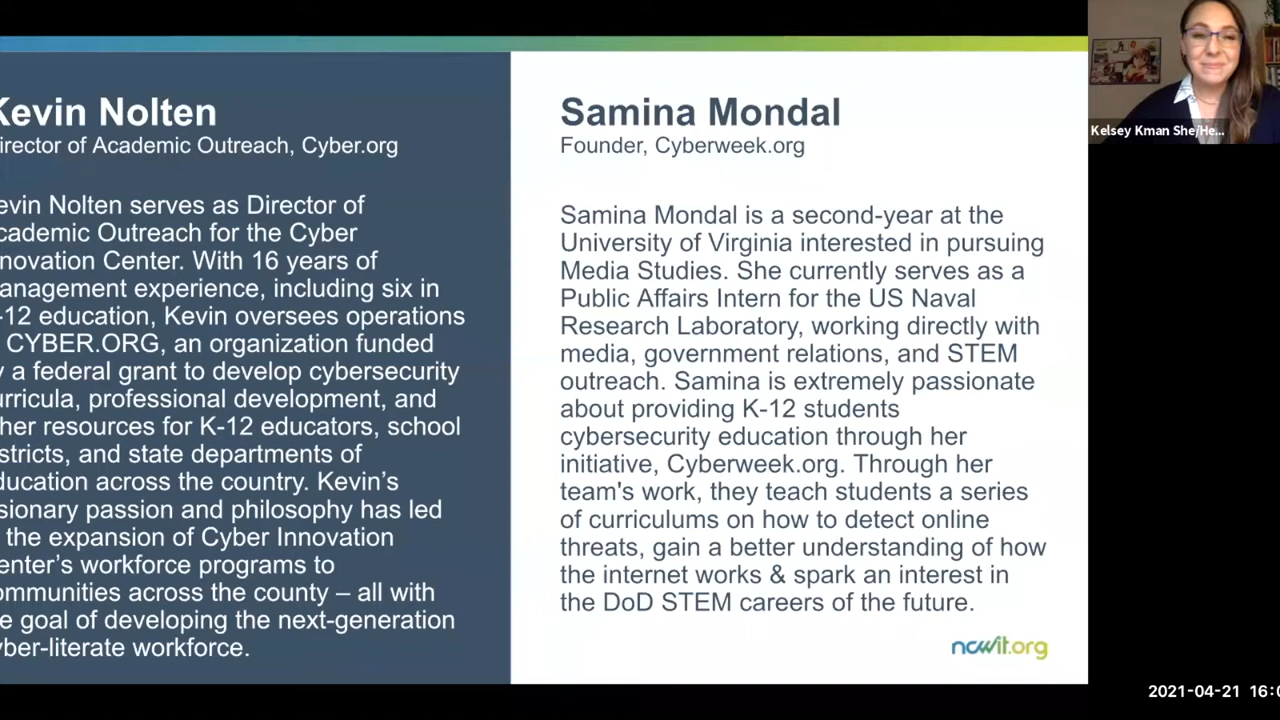 Kevin Nolten
irector of Academic Outreach, Cyber.org
evin Nolten serves as Director of
cademic Outreach for the Cyber
novation Center. With 16 years of
anagement experience, including six in
-12 education, Kevin oversees operations
CYBER.ORG, an organization funded
y a federal grant to develop cybersecurity
urricula, professional development, and
her resources for K-12 educators, school
stricts, and state departments of
ducation across the country. Kevin's
sionary passion and philosophy has led
the expansion of Cyber Innovation
enter's workforce programs to
ommunities across the county – all with
e goal of developing the next-generation
yber-literate workforce.
Samina Mondal
Founder, Cyberweek.org
Samina Mondal is a second-year at the
University of Virginia interested in pursuing
Media Studies. She currently serves as a
Public Affairs Intern for the US Naval
Research Laboratory, working directly with
media, government relations, and STEM
outreach. Samina is extremely passionate
about providing K-12 students
cybersecurity education through her
initiative, Cyberweek.org. Through her
team's work, they teach students a series
of curriculums on how to detect online
threats, gain a better understanding of how
the internet works & spark an interest in
the DoD STEM careers of the future.
ncwit.org
Kelsey Kman She/He...
2021-04-21 16:0